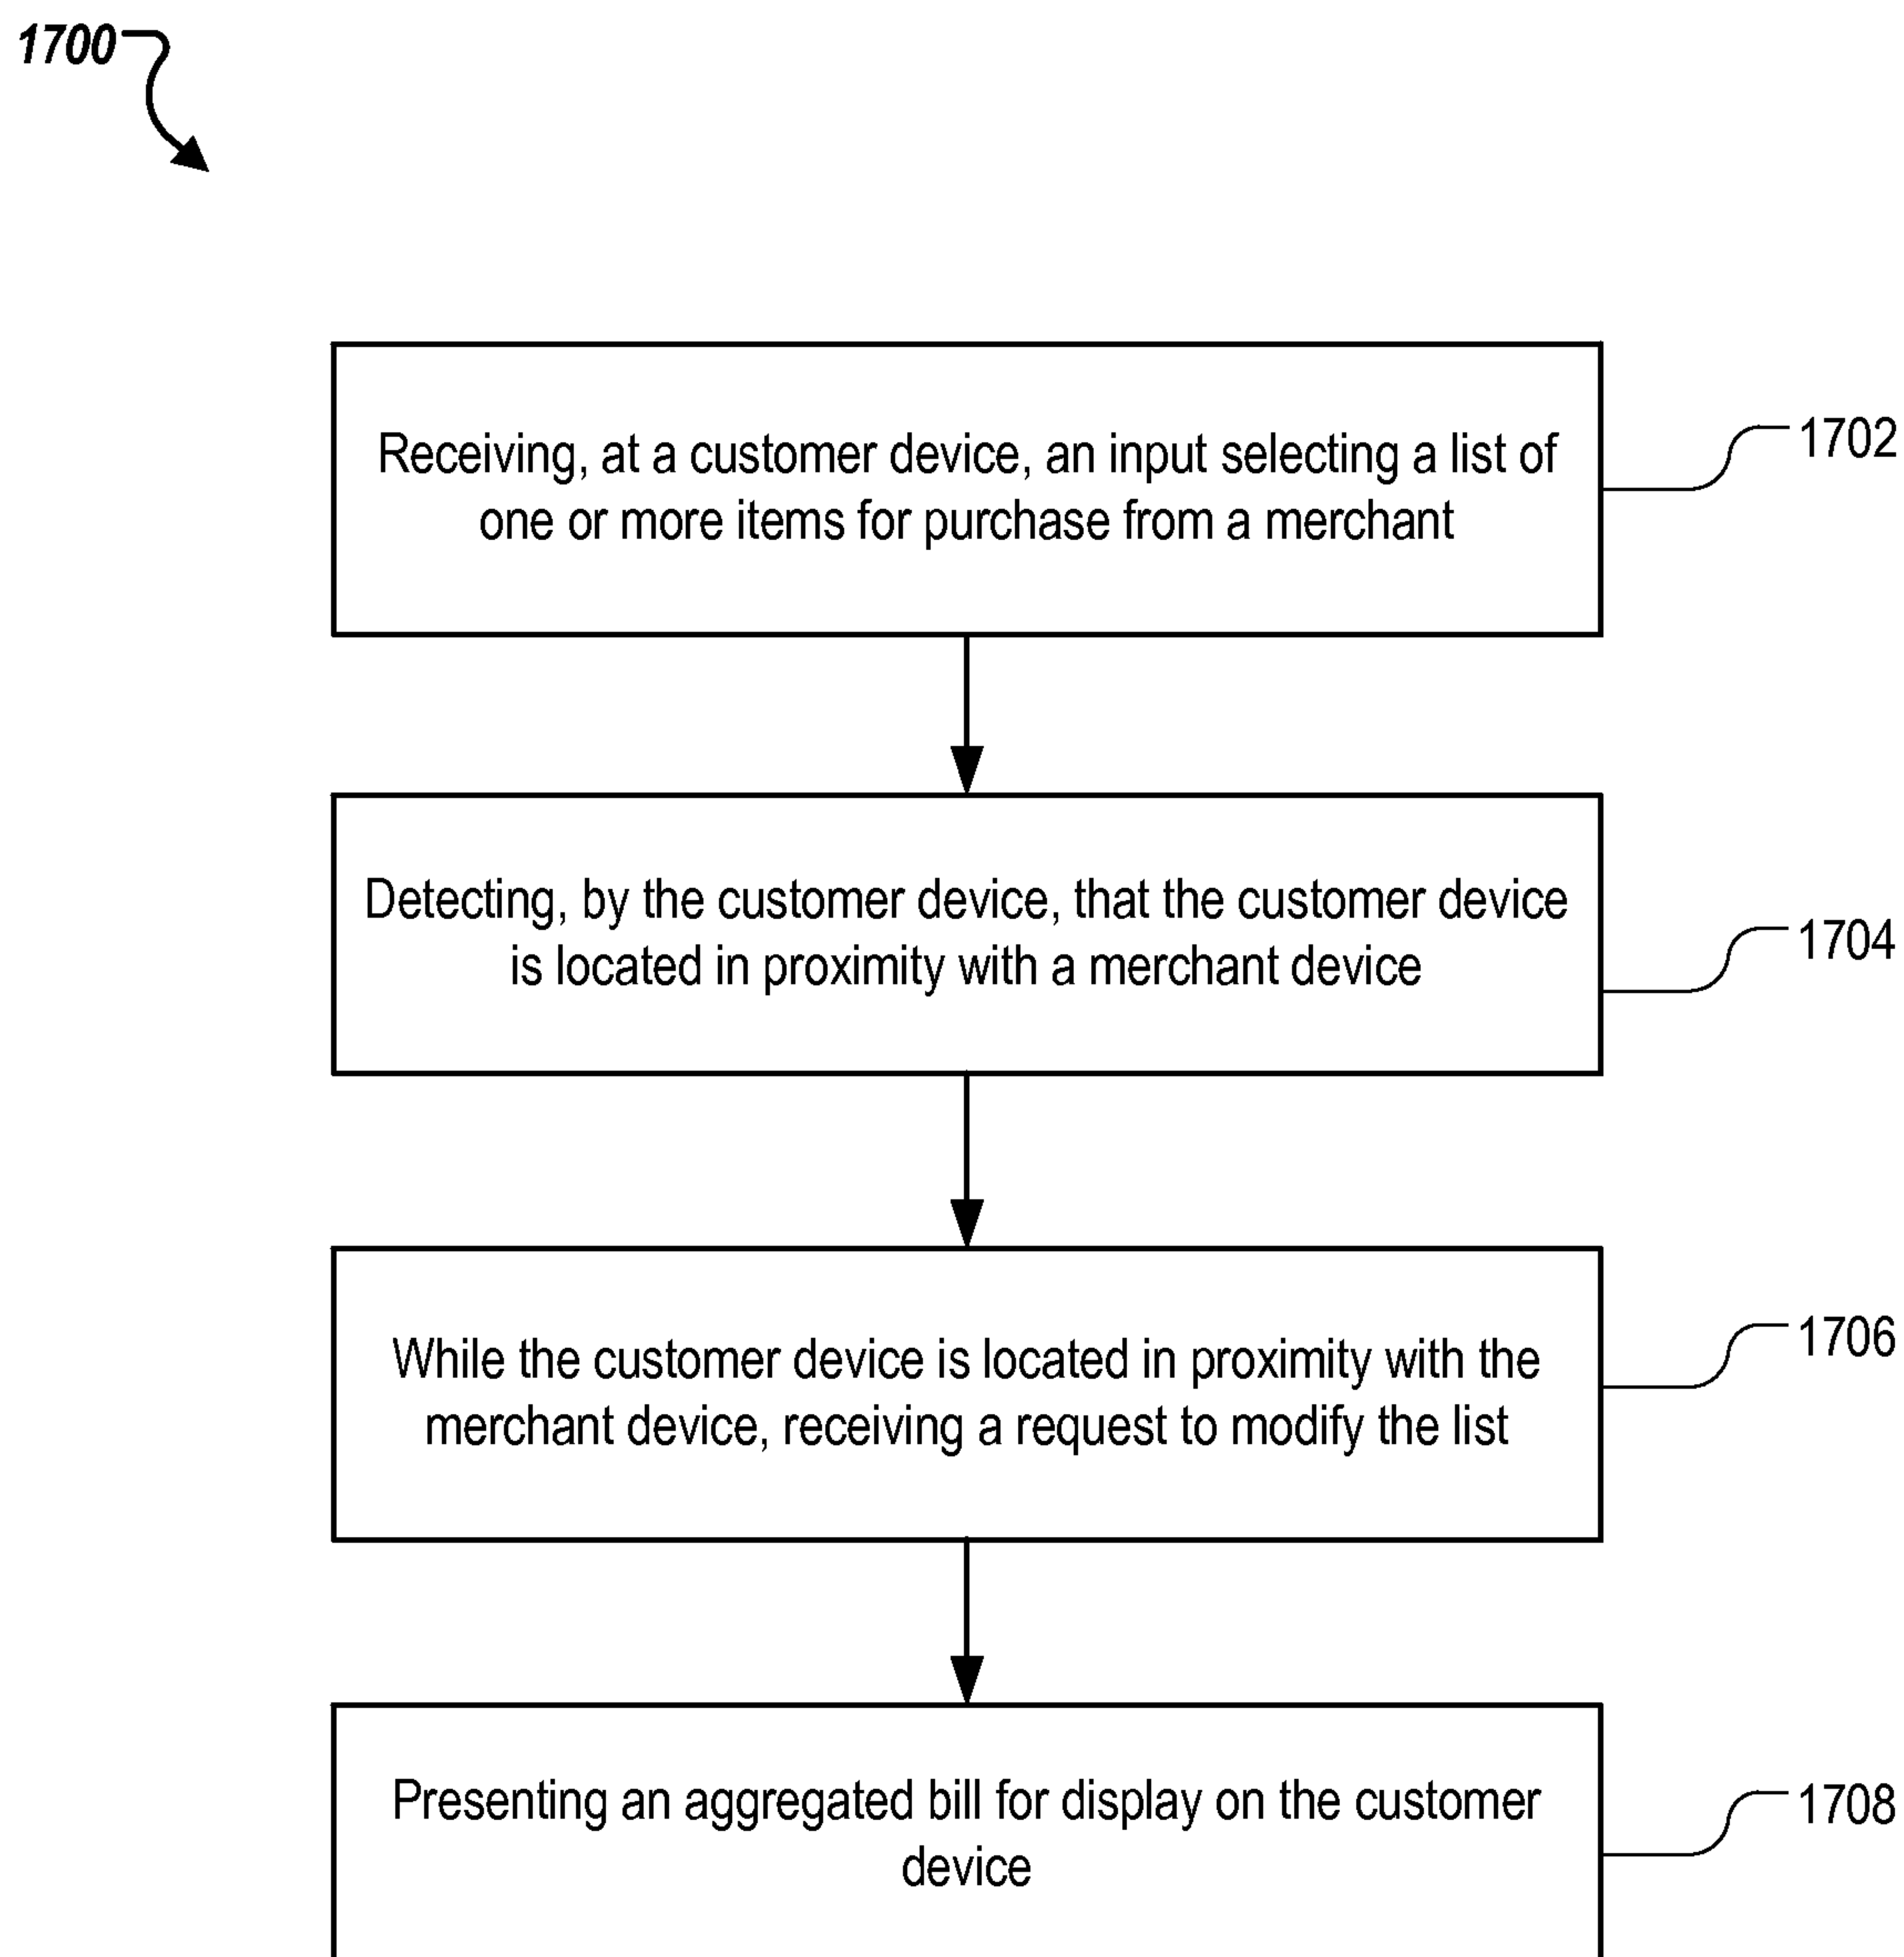 1700
Receiving, at a customer device, an input selecting a list of
one or more items for purchase from a merchant
1702
Detecting, by the customer device, that the customer device
is located in proximity with a merchant device
1704
While the customer device is located in proximity with the
merchant device, receiving a request to modify the list
1706
Presenting an aggregated bill for display on the customer
device
1708